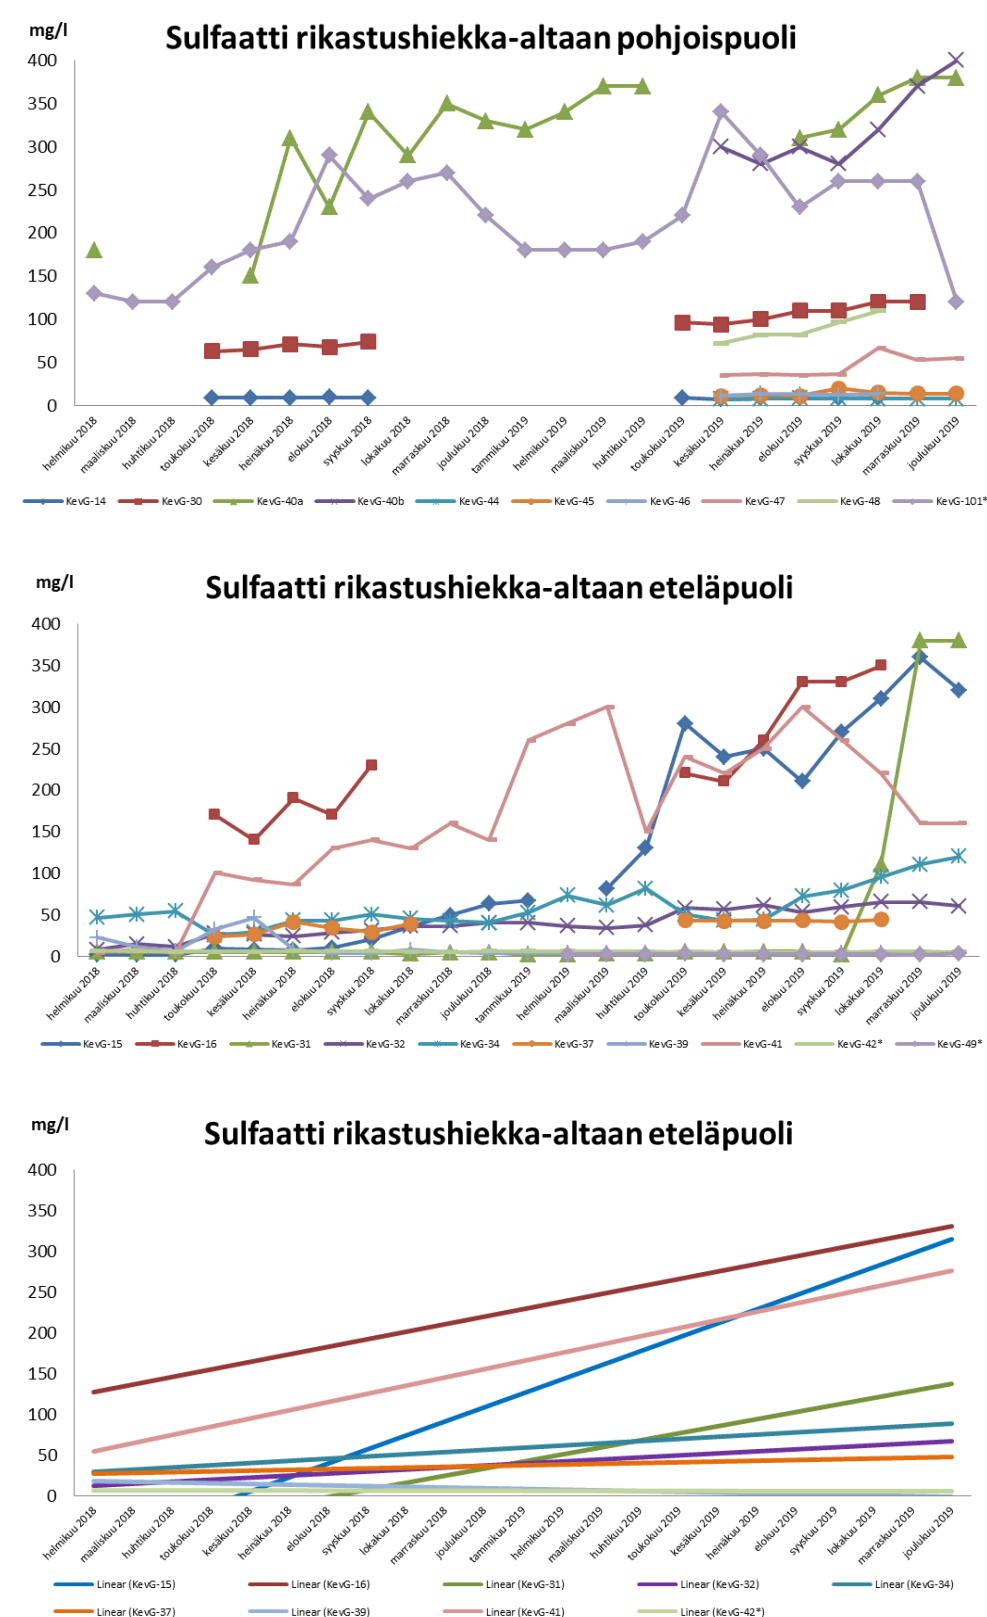 mg/l
Sulfaatti rikastushiekka-altaan pohjoispuoli
400
350
300
250
200
150
100
50
0
helmikuu 2018
maaliskuu 2018
huhtikuu 2018
toukokuu 2018
kesäkuu 2018
heinäkuu 2018
elokuu 2018
syyskuu 2018
lokakuu 2018
marraskuu 2018
joulukuu 2018
tammikuu 2019
helmikuu 2019
maaliskuu 2019
huhtikuu 2019
toukokuu 2019
kesäkuu 2019
heinäkuu 2019
elokuu 2019
syyskuu 2019
lokakuu 2019
marraskuu 2019
joulukuu 2019
KevG-14 KevG-30 KevG-40a KevG-40b KevG-44 KevG-45 KevG-46 KevG-47 KevG-48 KevG-101*
mg/l
Sulfaatti rikastushiekka-altaan eteläpuoli
400
350
300
250
200
150
100
50
0
helmikuu 2018
maaliskuu 2018
huhtikuu 2018
toukokuu 2018
kesäkuu 2018
heinäkuu 2018
elokuu 2018
syyskuu 2018
lokakuu 2018
marraskuu 2018
joulukuu 2018
tammikuu 2019
helmikuu 2019
maaliskuu 2019
huhtikuu 2019
toukokuu 2019
kesäkuu 2019
heinäkuu 2019
elokuu 2019
syyskuu 2019
lokakuu 2019
marraskuu 2019
joulukuu 2019
KevG-15 KevG-16 KevG-31 KevG-32 KevG-34 KevG-37 KevG-39 KevG-41 KevG-42* KevG-49*
mg/l
Sulfaatti rikastushiekka-altaan eteläpuoli
400
350
300
250
200
150
100
50
0
helmikuu 2018
maaliskuu 2018
huhtikuu 2018
toukokuu 2018
kesäkuu 2018
heinäkuu 2018
elokuu 2018
syyskuu 2018
lokakuu 2018
marraskuu 2018
joulukuu 2018
tammikuu 2019
helmikuu 2019
maaliskuu 2019
huhtikuu 2019
toukokuu 2019
kesäkuu 2019
heinäkuu 2019
elokuu 2019
syyskuu 2019
lokakuu 2019
marraskuu 2019
joulukuu 2019
Linear (KevG-15) Linear (KevG-16) Linear (KevG-31) Linear (KevG-32) Linear (KevG-34)
Linear (KevG-37) Linear (KevG-39) Linear (KevG-41) Linear (KevG-42*)